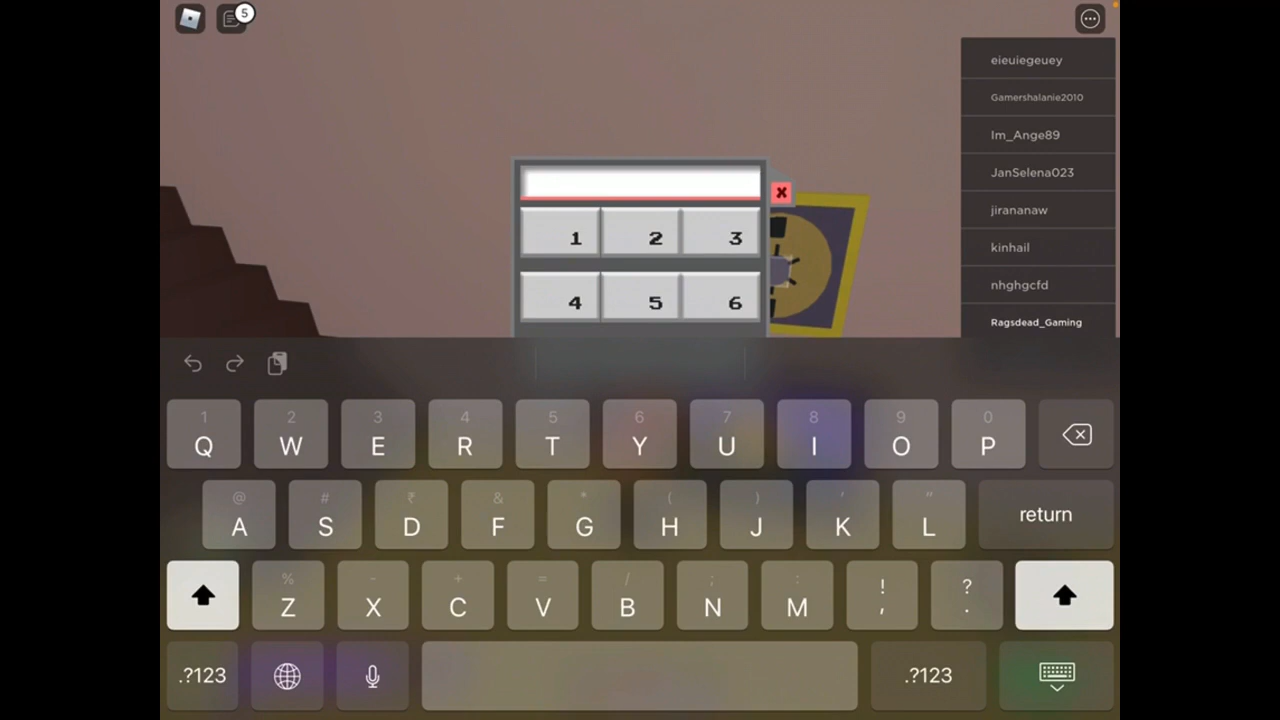 5
eieuiegeuey
Gamershalanie2010
Im_Ange89
JanSelena023
jirananaw
kinhail
nhghgcfd
Ragsdead_Gaming
x
1 2 3
4 5 6
1 2 3 4 5 6 7 8 9 0
Q W E R T Y U I O P
@ # ₹ & * ( ) ' "
A S D F G H J K L return
% - + = / ; : ! ?
Z X C V B N M , .
.?123 .?123